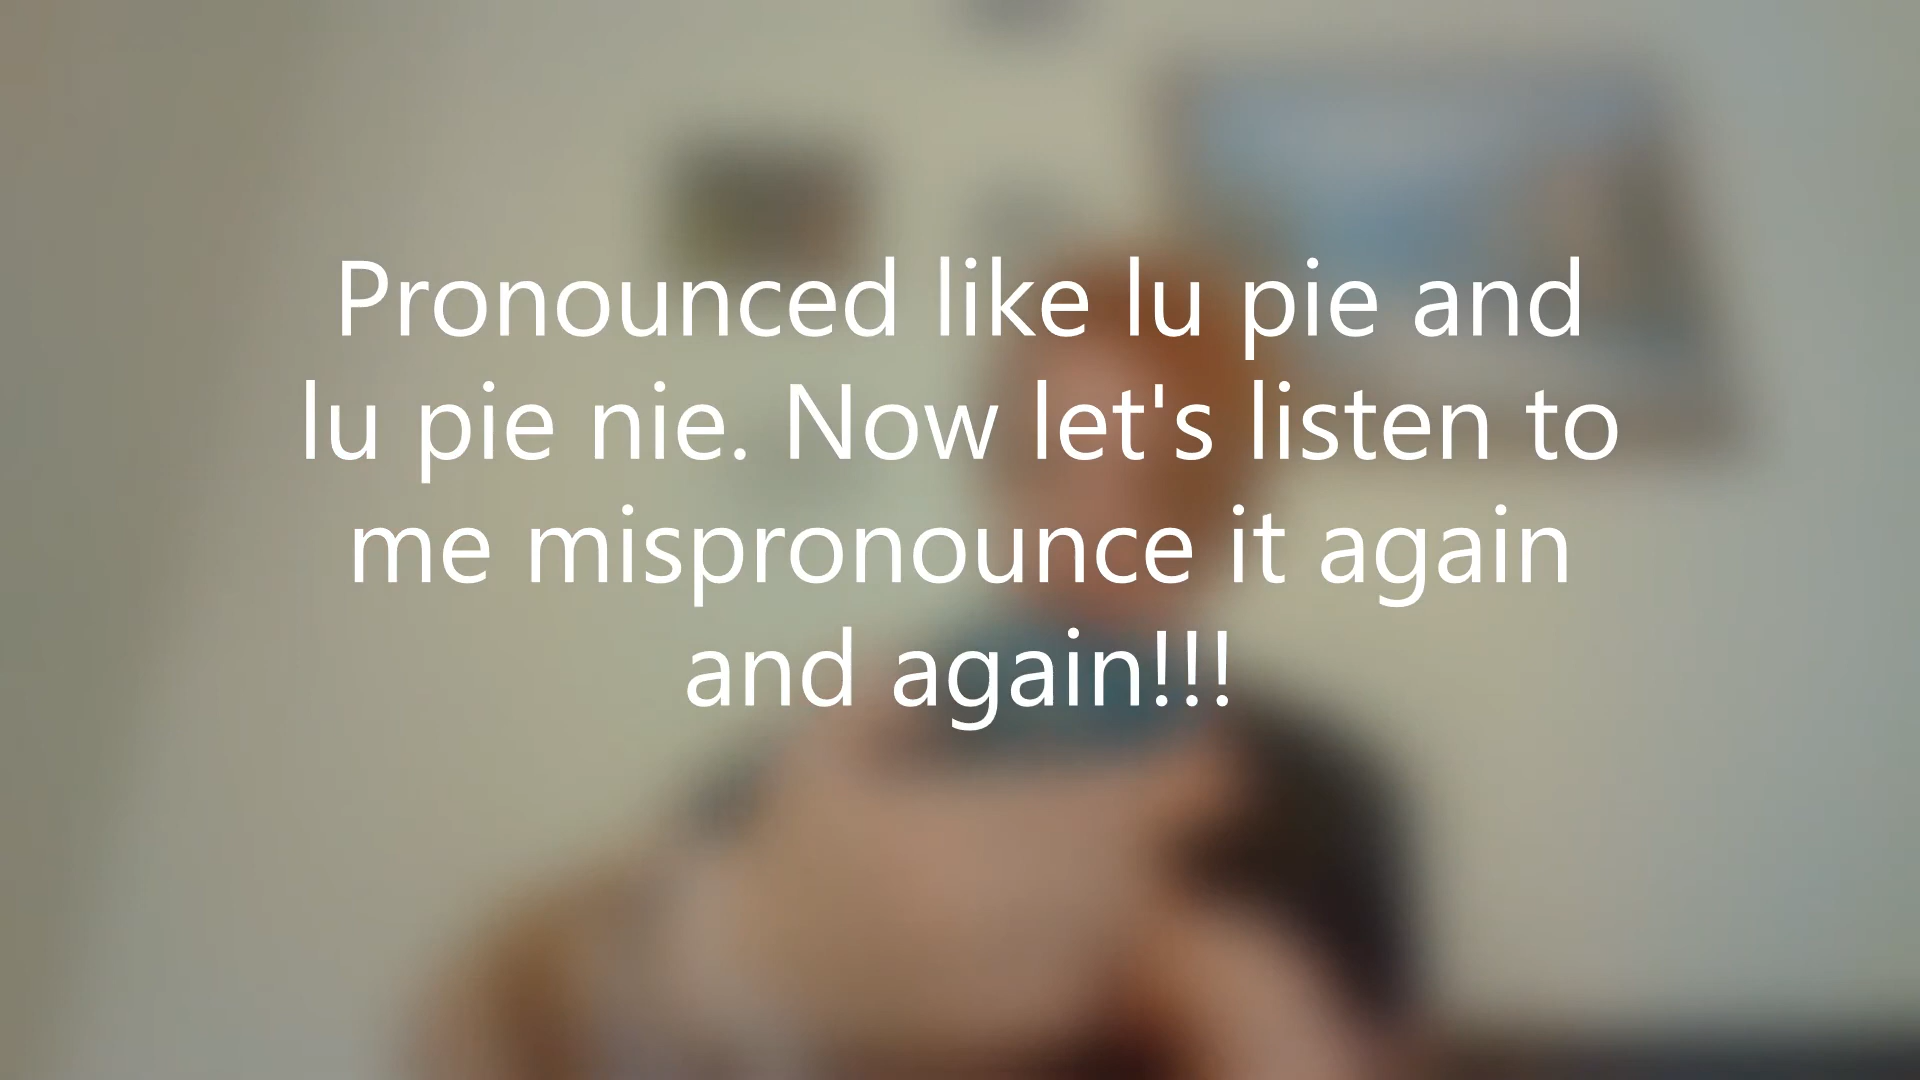 Pronounced like lu pie and
lu pie nie. Now let's listen to
me mispronounce it again
and again!!!